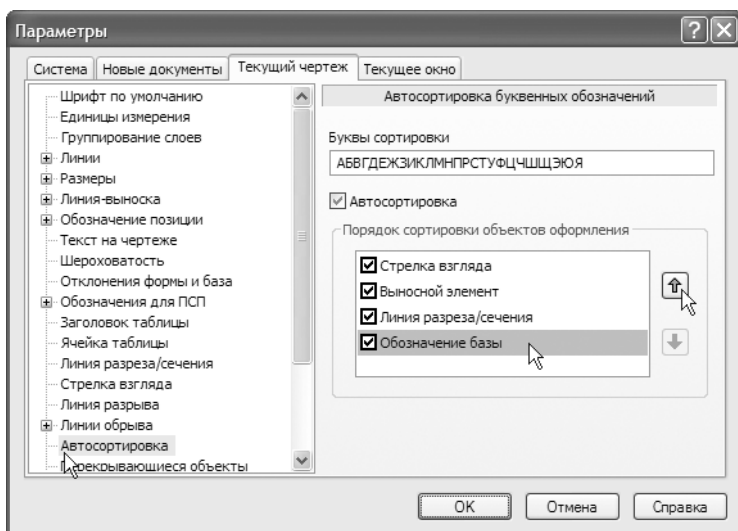 Параметры
Система Новые документы Текущий чертеж Текущее окно
Шрифт по умолчанию
Единицы измерения
Группирование слоев
Линии
Размеры
Линия-выноска
Обозначение позиции
Текст на чертеже
Шероховатость
Отклонения формы и база
Обозначения для ПСП
Заголовок таблицы
Ячейка таблицы
Линия разреза/сечения
Стрелка взгляда
Линия разрыва
Линии обрыва
Автосортировка
Перекрывающиеся объекты
Автосортировка буквенных обозначений
Буквы сортировки
АБВГДЕЖЗИКЛМНПРСТУФЦЧШЩЭЮЯ
Автосортировка
Порядок сортировки объектов оформления
Стрелка взгляда
Выносной элемент
Линия разреза/сечения
Обозначение базы
OK Отмена Справка